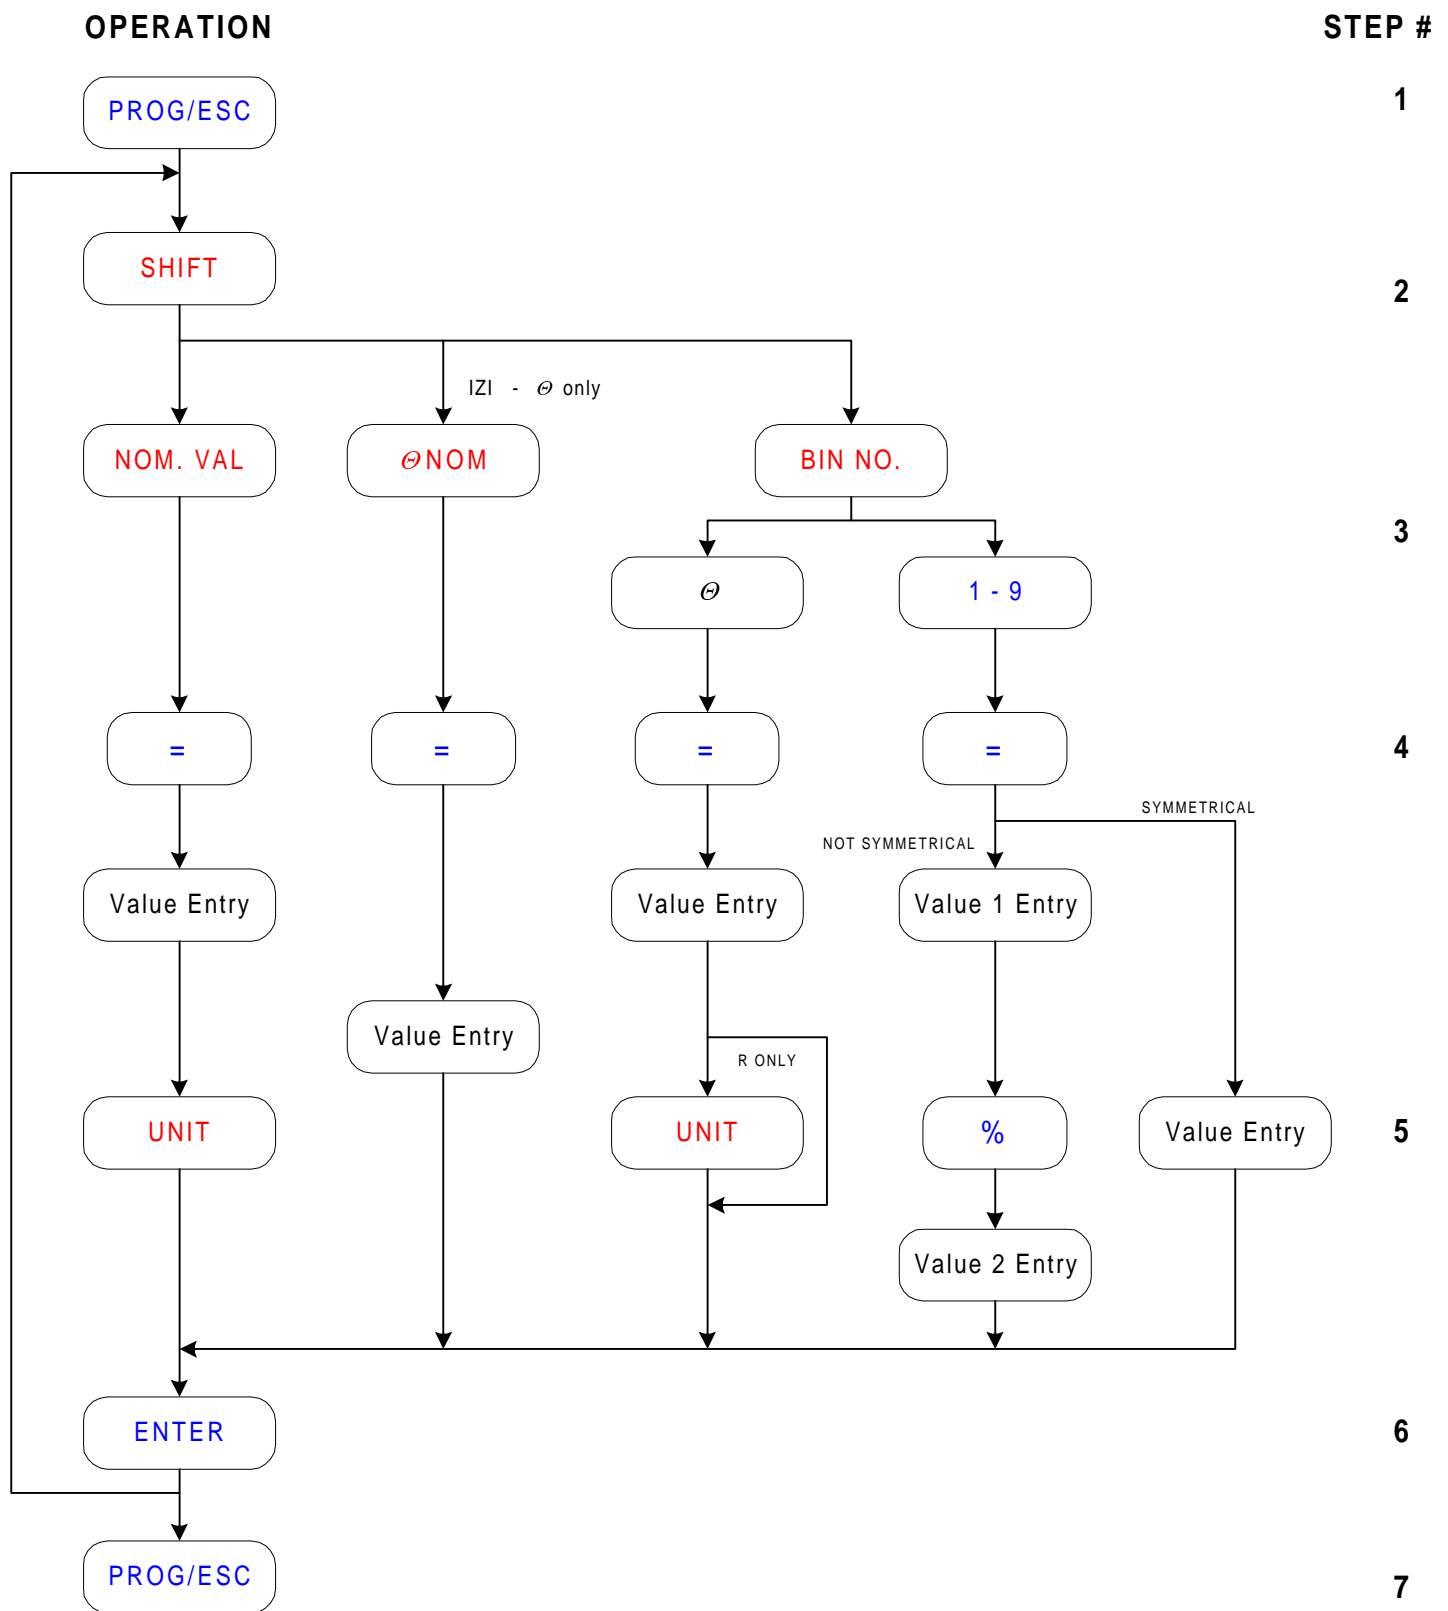 OPERATION STEP #
PROG/ESC 1
SHIFT
2
IZI - Θ only
NOM. VAL ΘNOM BIN NO.
3
Θ 1 - 9
= = = = 4
SYMMETRICAL
NOT SYMMETRICAL
Value Entry Value Entry Value 1 Entry
Value Entry
R ONLY
UNIT UNIT % Value Entry 5
Value 2 Entry
ENTER 6
PROG/ESC 7